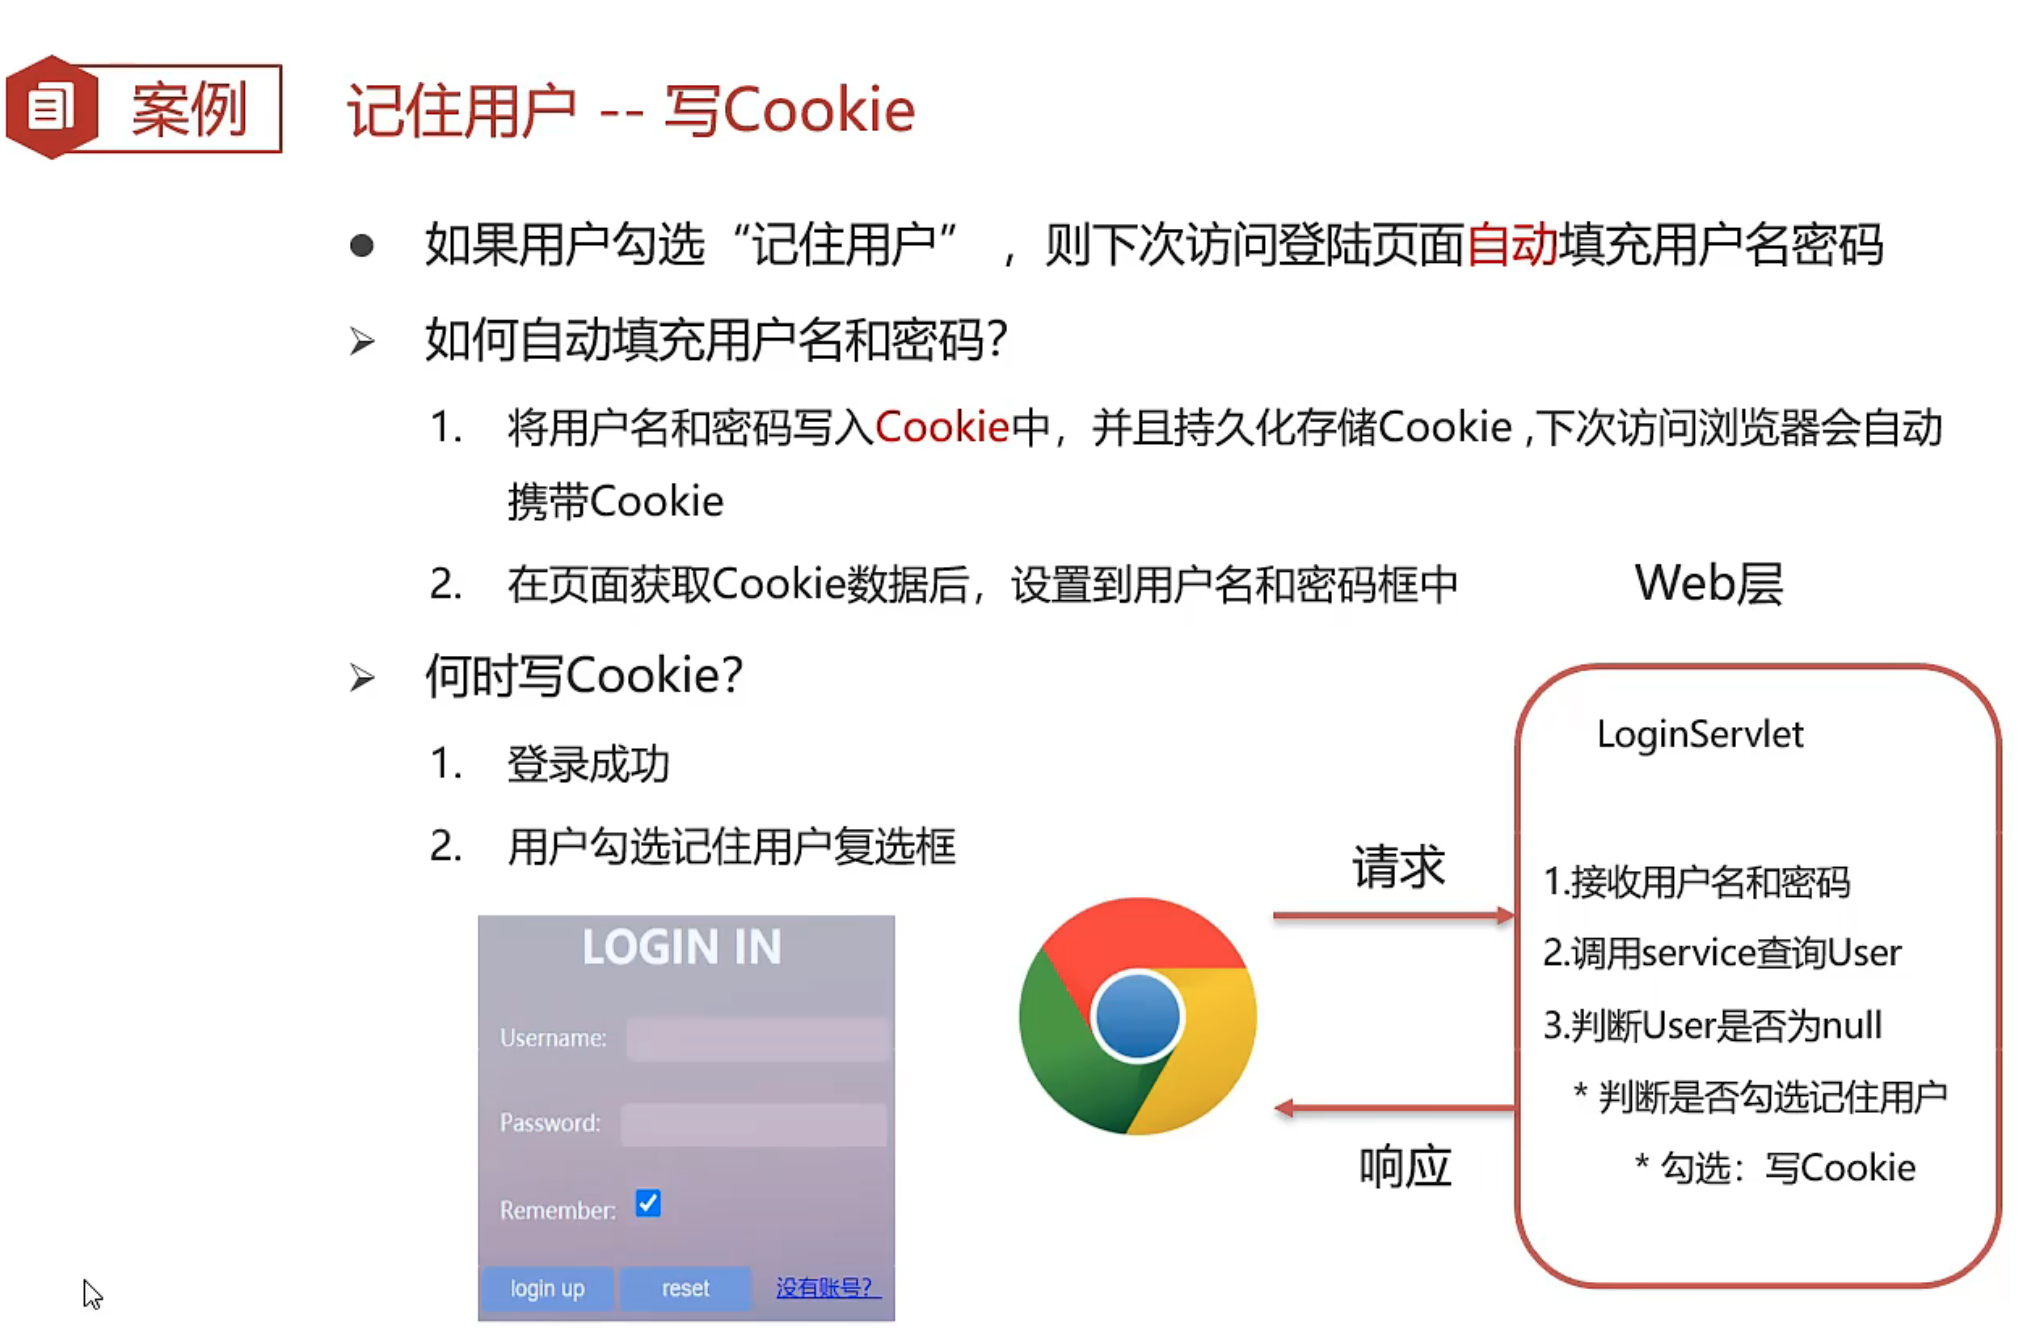 案例
记住用户 -- 写Cookie
● 如果用户勾选“记住用户” ，则下次访问登陆页面自动填充用户名密码
➢ 如何自动填充用户名和密码?
1. 将用户名和密码写入Cookie中，并且持久化存储Cookie ,下次访问浏览器会自动
携带Cookie
2. 在页面获取Cookie数据后，设置到用户名和密码框中
➢ 何时写Cookie?
1. 登录成功
2. 用户勾选记住用户复选框
LOGIN IN
Username:
Password:
Remember:
login up
reset
没有账号?
请求
响应
Web层
LoginServlet
1.接收用户名和密码
2.调用service查询User
3.判断User是否为null
* 判断是否勾选记住用户
* 勾选：写Cookie